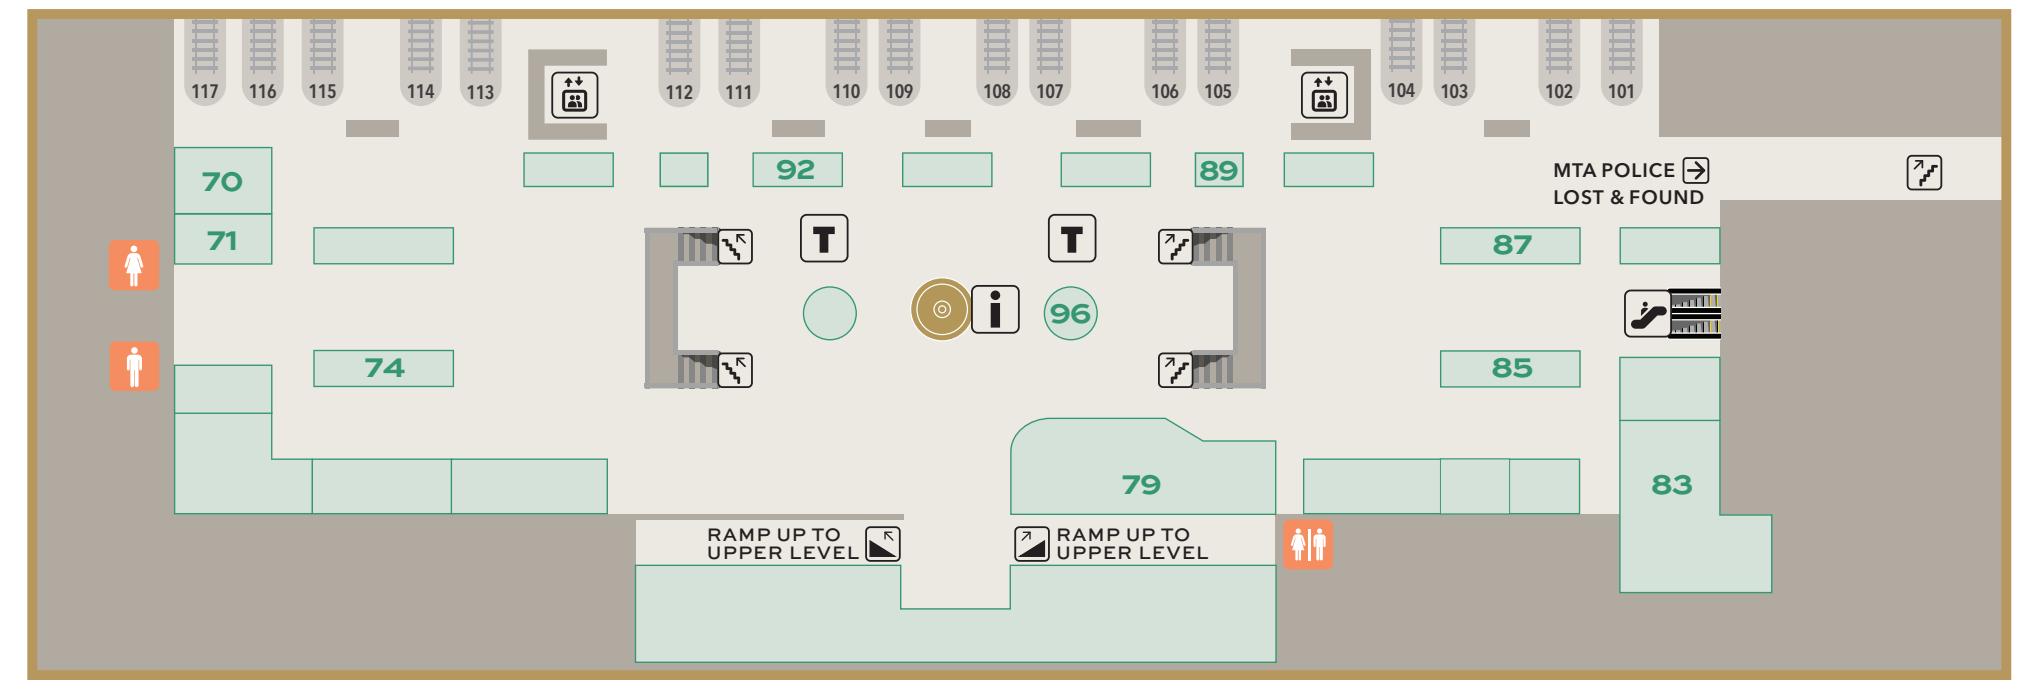 117 116 115 114 113 112 111 110 109 108 107 106 105 104 103 102 101
70
92
89
MTA POLICE
LOST & FOUND
71
T
T
87
i
96
74
85
79
83
RAMP UP TO
UPPER LEVEL
RAMP UP TO
UPPER LEVEL